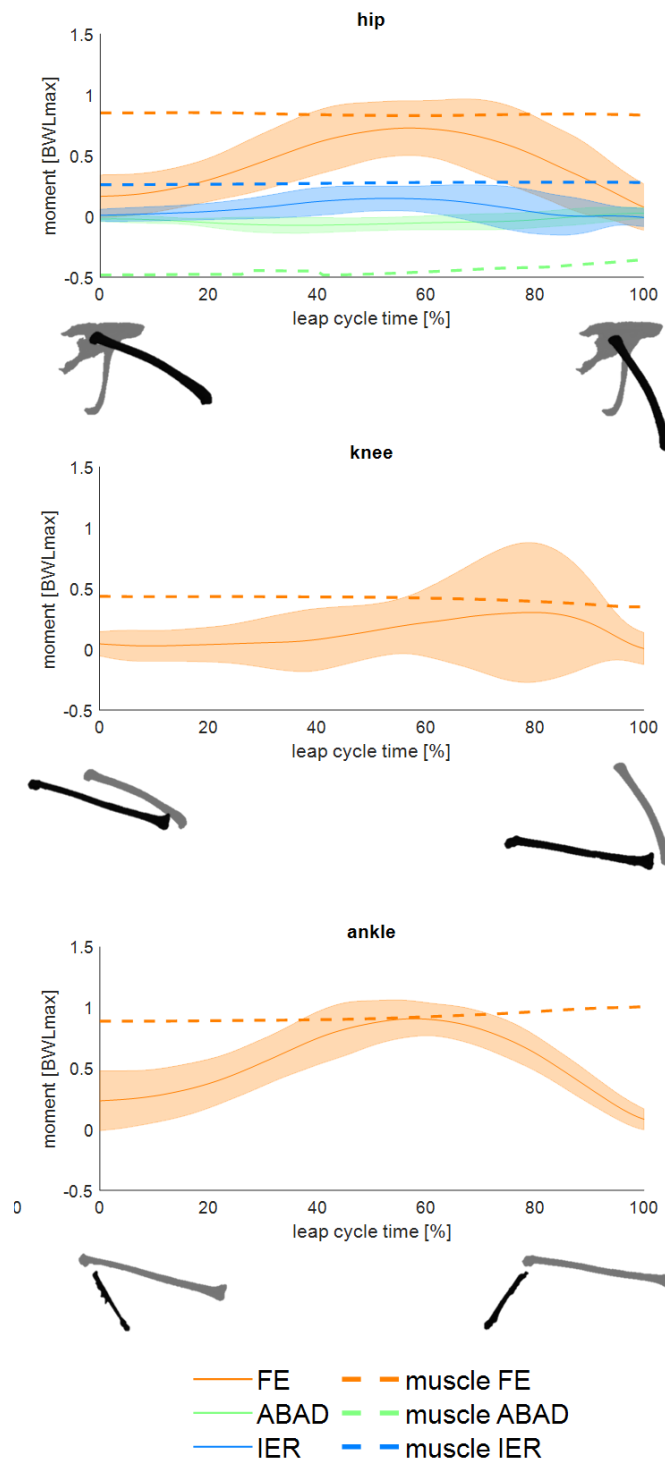 hip
1.5
1
0.5
0
-0.5
moment [BWLmax]
0 20 40 60 80 100
leap cycle time [%]
knee
1.5
1
0.5
0
-0.5
moment [BWLmax]
0 20 40 60 80 100
leap cycle time [%]
ankle
1.5
1
0.5
0
-0.5
moment [BWLmax]
0
0 20 40 60 80 100
leap cycle time [%]
FE muscle FE
ABAD muscle ABAD
IER muscle IER